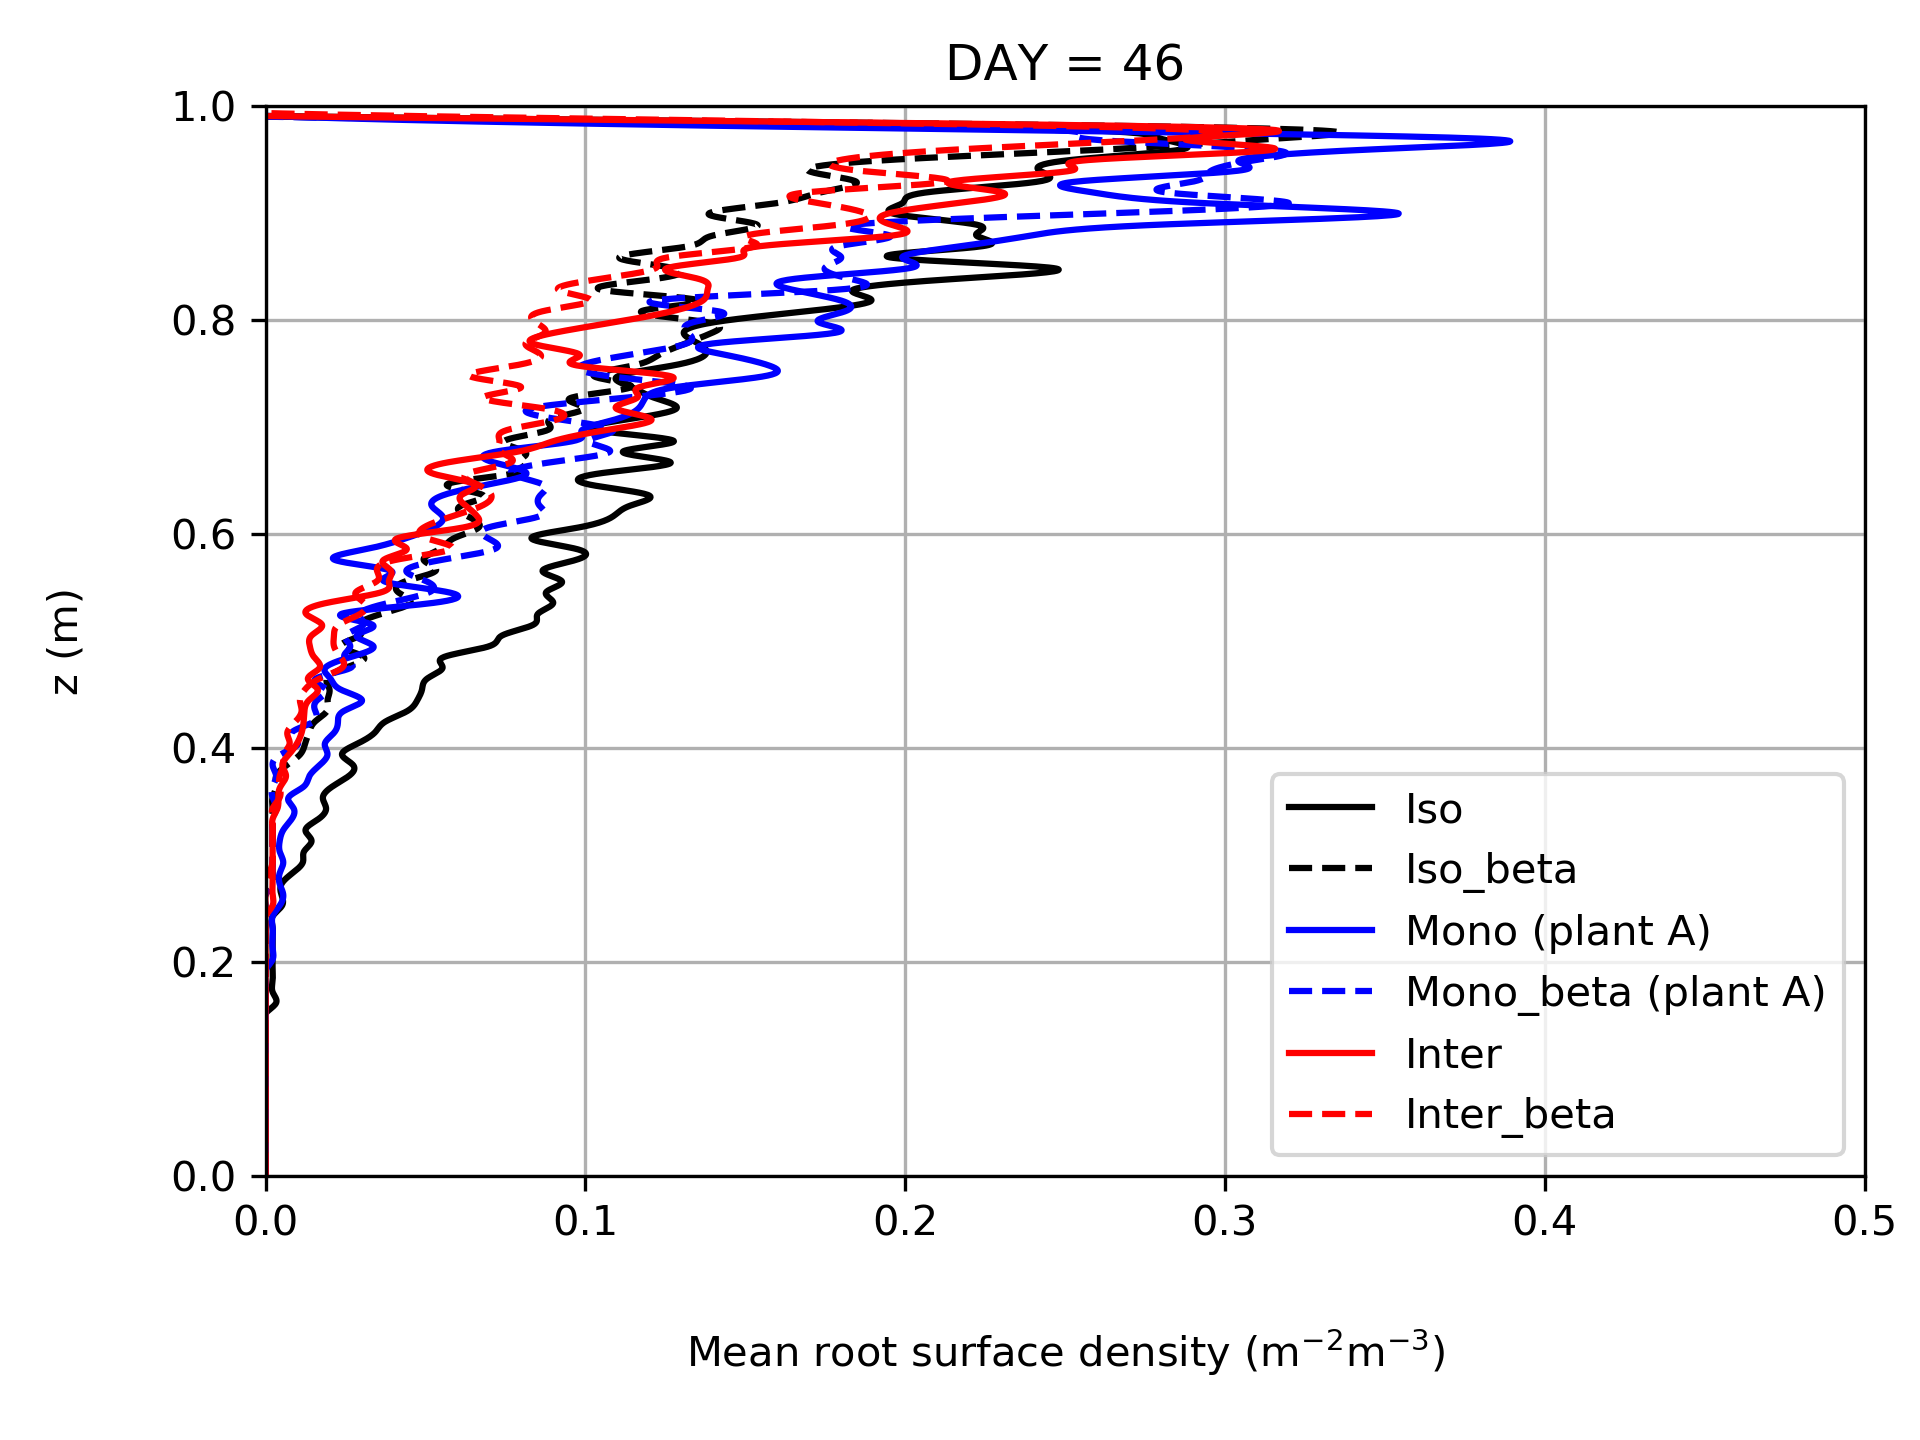 DAY = 46
1.0
0.8
0.6
0.4
0.2
0.0
z (m)
0.0 0.1 0.2 0.3 0.4 0.5
Mean root surface density (m⁻²m⁻³)
Iso
Iso_beta
Mono (plant A)
Mono_beta (plant A)
Inter
Inter_beta